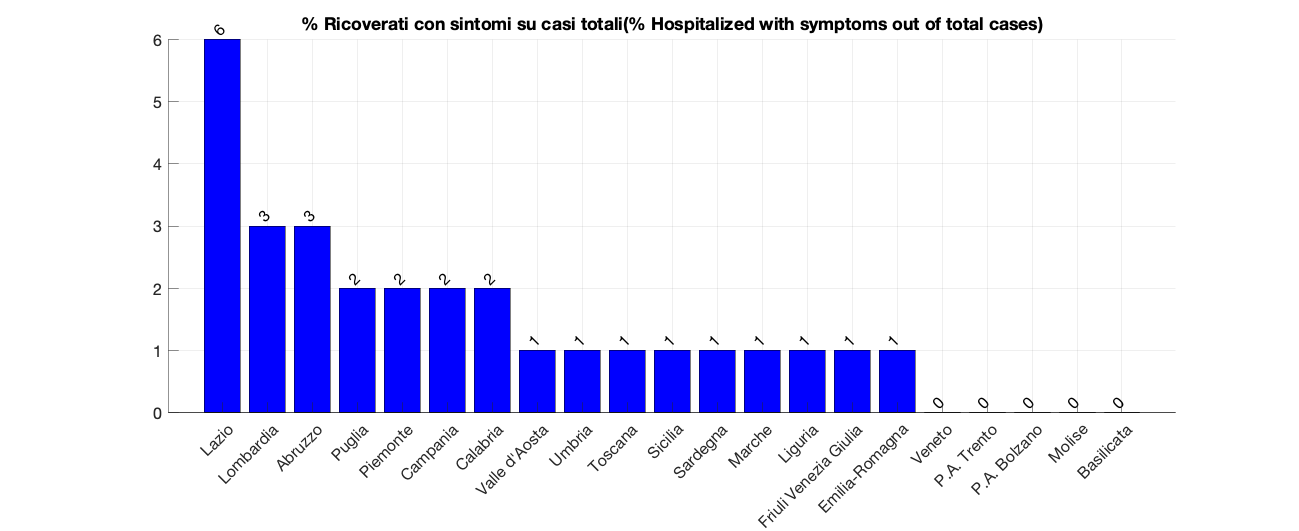 % Ricoverati con sintomi su casi totali(% Hospitalized with symptoms out of total cases)
6
5
4
3
2
1
0
6
3
3
2
2
2
2
1
1
1
1
1
1
1
1
1
0
0
0
0
0
Lazio
Lombardia
Abruzzo
Puglia
Piemonte
Campania
Calabria
Valle d'Aosta
Umbria
Toscana
Sicilia
Sardegna
Marche
Liguria
Friuli Venezia Giulia
Emilia-Romagna
Veneto
P.A. Trento
P.A. Bolzano
Molise
Basilicata